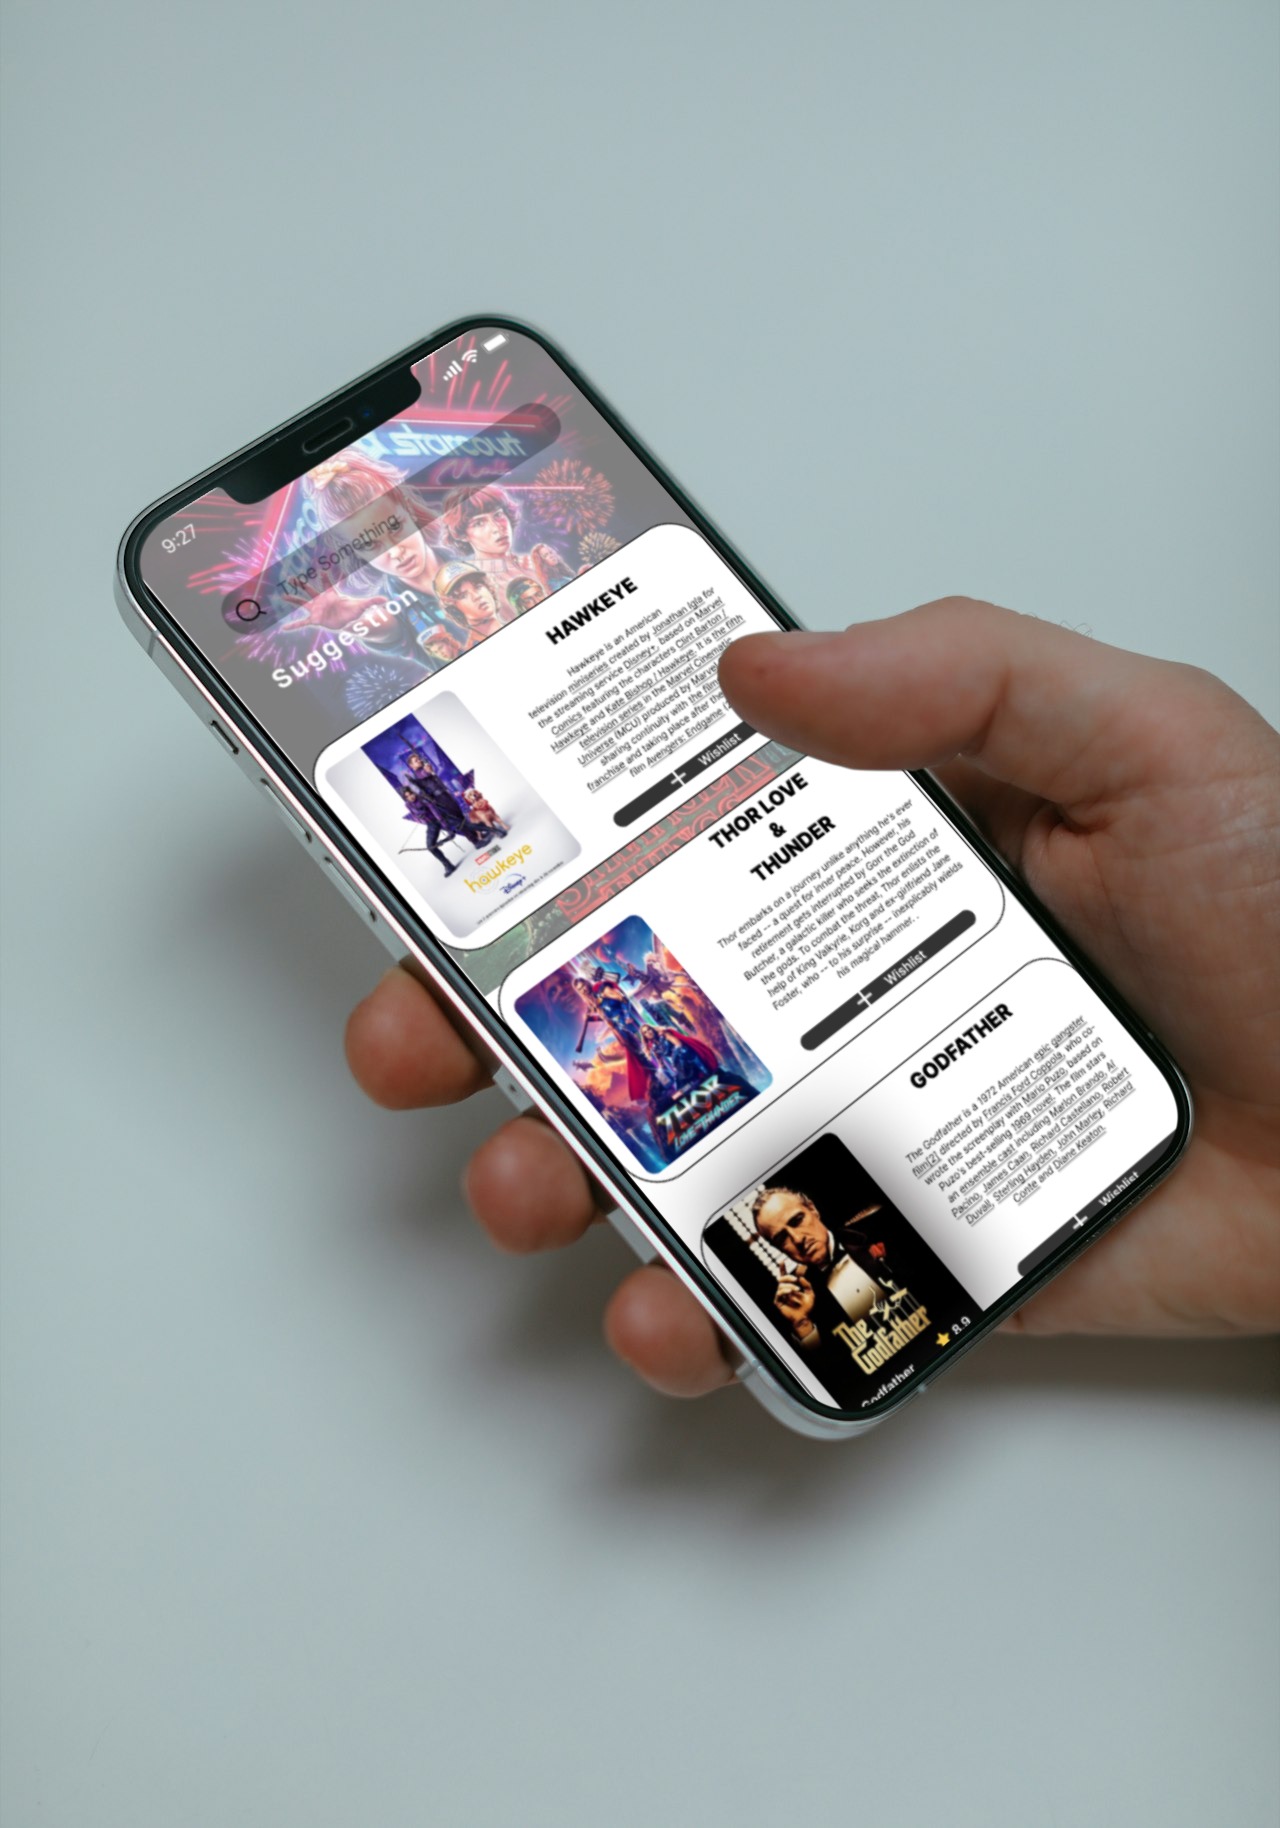 9:27
starcourt
Mall
Type Something
Suggestion
HAWKEYE
Hawkeye is an American
television miniseries created by Jonathan Igla for
the streaming service Disney+, based on Marvel
Comics featuring the characters Clint Barton /
Hawkeye and Kate Bishop / Hawkeye. It is the fifth
television series in the Marvel Cinematic
Universe (MCU) produced by Marvel
sharing continuity with the film
franchise and taking place after the
film Avengers: Endgame
+ Wishlist
hawkeye
Disney+
THOR LOVE
&
THUNDER
Thor embarks on a journey unlike anything he's ever
faced -- a quest for inner peace. However, his
retirement gets interrupted by Gorr the God
Butcher, a galactic killer who seeks the extinction of
the gods. To combat the threat, Thor enlists the
help of King Valkyrie, Korg and ex-girlfriend Jane
Foster, who -- to his surprise -- inexplicably wields
his magical hammer. .
+ Wishlist
THOR
LOVE AND THUNDER
GODFATHER
The Godfather is a 1972 American epic gangster
film[2] directed by Francis Ford Coppola, who co-
wrote the screenplay with Mario Puzo, based on
Puzo's best-selling 1969 novel. The film stars
an ensemble cast including Marlon Brando, Al
Pacino, James Caan, Richard Castellano, Robert
Duvall, Sterling Hayden, John Marley, Richard
Conte and Diane Keaton.
+ Wishlist
The
Godfather
8.9
Godfather